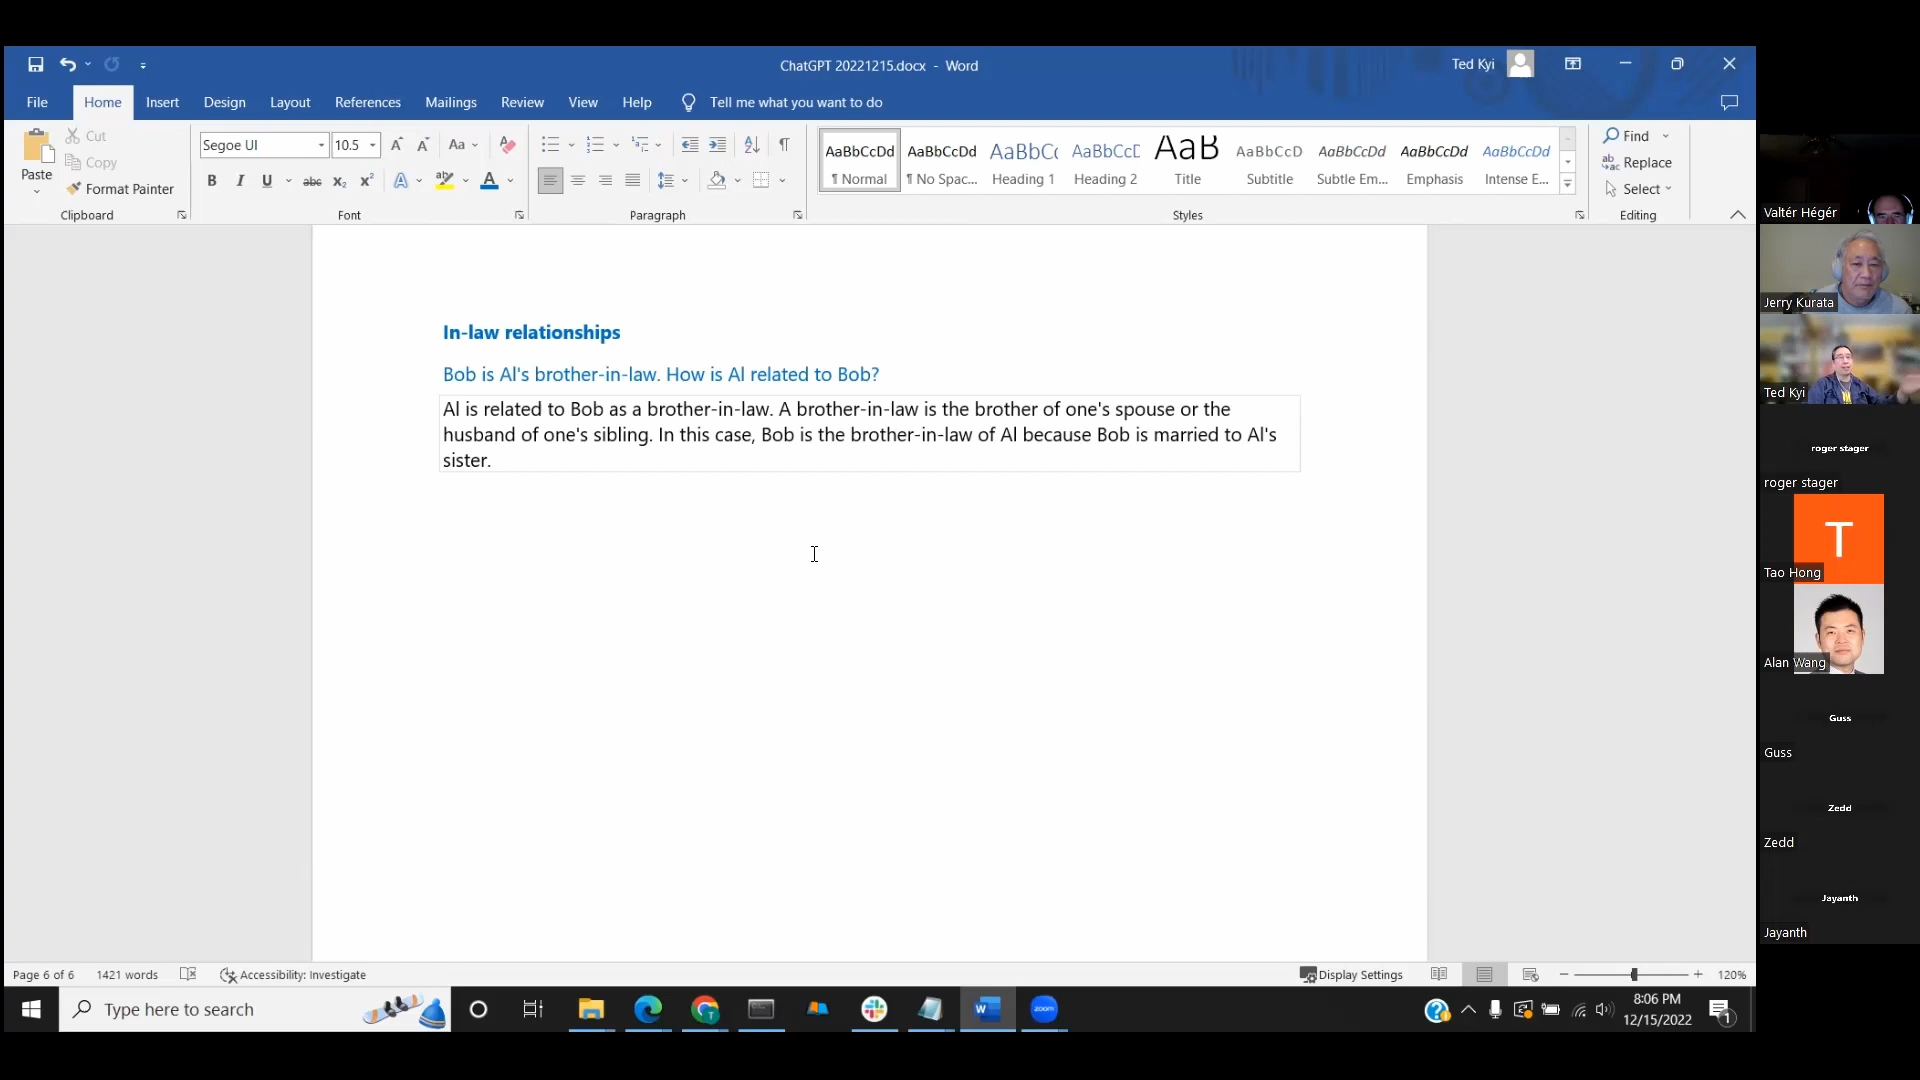 ChatGPT 20221215.docx - Word
Ted Kyi
File Home Insert Design Layout References Mailings Review View Help Tell me what you want to do
Paste
Cut
Copy
Format Painter
Clipboard
Segoe UI 10.5
Font
Paragraph
AaBbCcDd AaBbCcDd AaBbCc AaBbCcD AaB AaBbCcD AaBbCcDd AaBbCcDd AaBbCcDd
¶ Normal ¶ No Spac... Heading 1 Heading 2 Title Subtitle Subtle Em... Emphasis Intense E...
Styles
Find
Replace
Select
Editing
In-law relationships
Bob is Al's brother-in-law. How is Al related to Bob?
Al is related to Bob as a brother-in-law. A brother-in-law is the brother of one's spouse or the
husband of one's sibling. In this case, Bob is the brother-in-law of Al because Bob is married to Al's
sister.
Page 6 of 6 1421 words Accessibility: Investigate Display Settings 120%
Type here to search
zoom
8:06 PM
12/15/2022
1
Valtér Hégér
Jerry Kurata
Ted Kyi
roger stager
roger stager
T
Tao Hong
Alan Wang
Guss
Guss
Zedd
Zedd
Jayanth
Jayanth